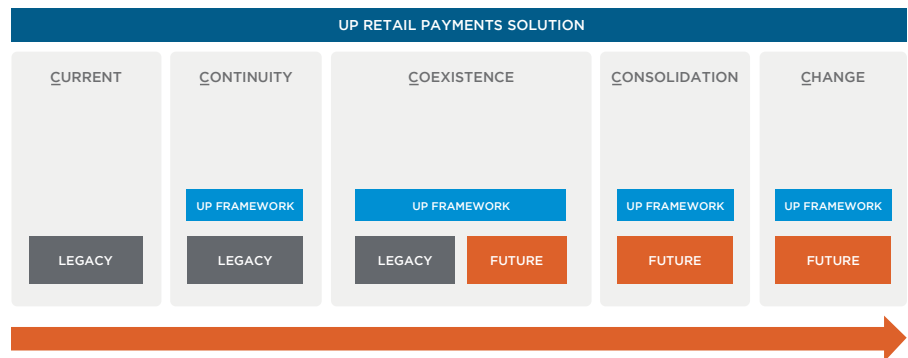 UP RETAIL PAYMENTS SOLUTION
CURRENT
CONTINUITY
COEXISTENCE
CONSOLIDATION
CHANGE
UP FRAMEWORK
UP FRAMEWORK
UP FRAMEWORK
UP FRAMEWORK
LEGACY
LEGACY
LEGACY
FUTURE
FUTURE
FUTURE